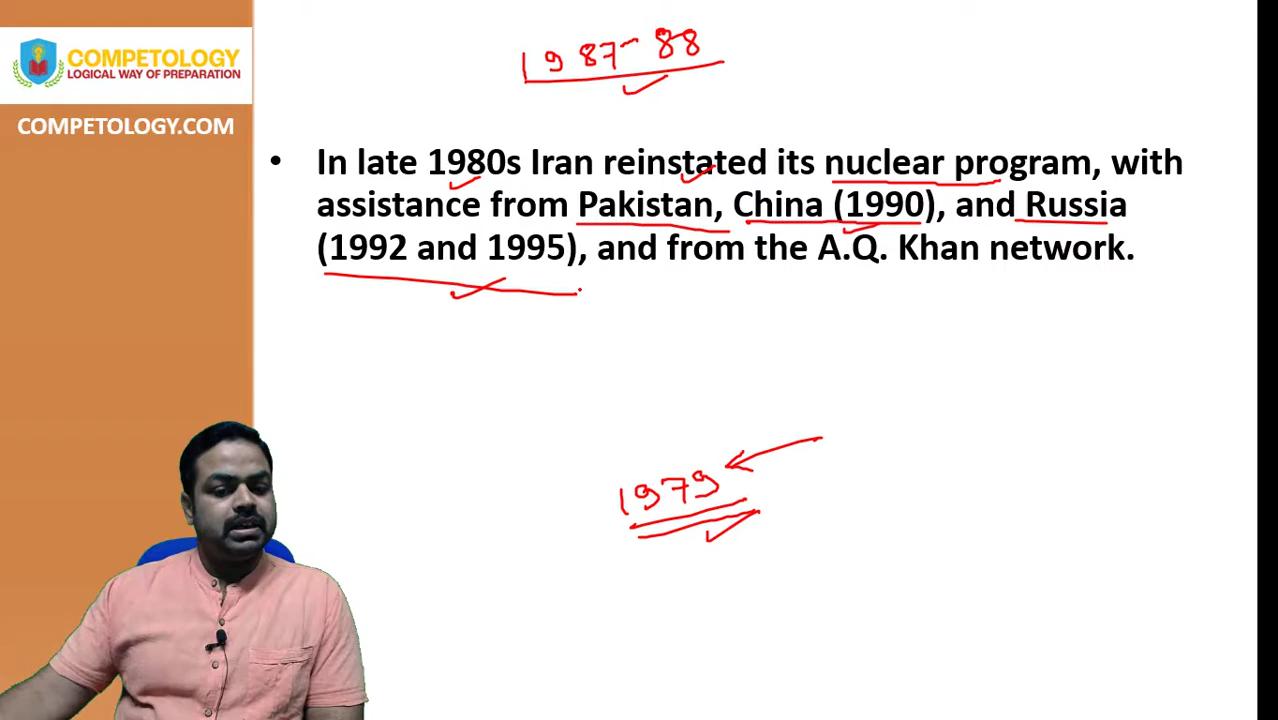 1987-88
COMPETOLOGY
LOGICAL WAY OF PREPARATION
COMPETOLOGY.COM
• In late 1980s Iran reinstated its nuclear program, with
assistance from Pakistan, China (1990), and Russia
(1992 and 1995), and from the A.Q. Khan network.
1979